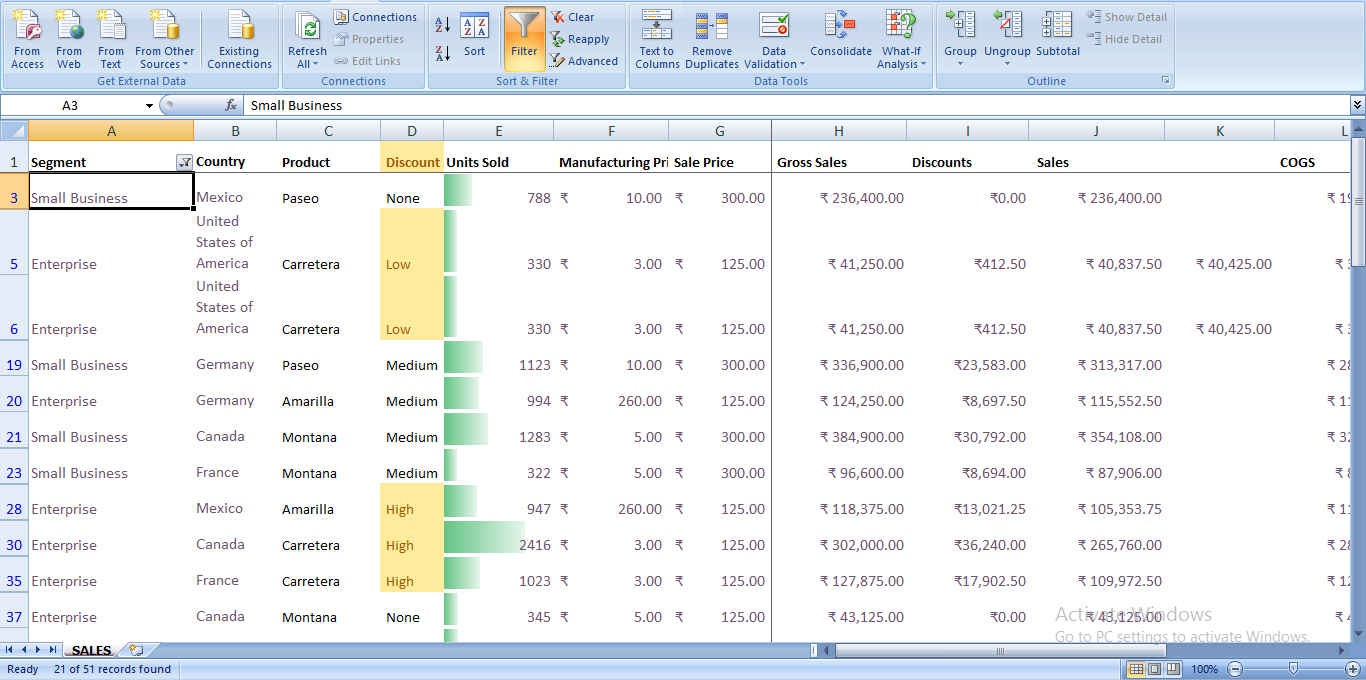 From Access
From Web
From Text
From Other Sources
Existing Connections
Get External Data
Refresh All
Connections
Properties
Edit Links
Connections
Sort
Filter
Clear
Reapply
Advanced
Sort & Filter
Text to Columns
Remove Duplicates
Data Validation
Consolidate
What-If Analysis
Data Tools
Group
Ungroup
Subtotal
Show Detail
Hide Detail
Outline
A3 fx Small Business
A B C D E F G H I J K L
1 Segment Country Product Discount Units Sold Manufacturing Pri Sale Price Gross Sales Discounts Sales COGS
3 Small Business Mexico Paseo None 788 ₹ 10.00 ₹ 300.00 ₹ 236,400.00 ₹0.00 ₹ 236,400.00 ₹ 19
5 Enterprise United States of America Carretera Low 330 ₹ 3.00 ₹ 125.00 ₹ 41,250.00 ₹412.50 ₹ 40,837.50 ₹ 40,425.00 ₹
6 Enterprise United States of America Carretera Low 330 ₹ 3.00 ₹ 125.00 ₹ 41,250.00 ₹412.50 ₹ 40,837.50 ₹ 40,425.00 ₹
19 Small Business Germany Paseo Medium 1123 ₹ 10.00 ₹ 300.00 ₹ 336,900.00 ₹23,583.00 ₹ 313,317.00 ₹ 28
20 Enterprise Germany Amarilla Medium 994 ₹ 260.00 ₹ 125.00 ₹ 124,250.00 ₹8,697.50 ₹ 115,552.50 ₹ 1
21 Small Business Canada Montana Medium 1283 ₹ 5.00 ₹ 300.00 ₹ 384,900.00 ₹30,792.00 ₹ 354,108.00 ₹ 3
23 Small Business France Montana Medium 322 ₹ 5.00 ₹ 300.00 ₹ 96,600.00 ₹8,694.00 ₹ 87,906.00 ₹
28 Enterprise Mexico Amarilla High 947 ₹ 260.00 ₹ 125.00 ₹ 118,375.00 ₹13,021.25 ₹ 105,353.75 ₹ 1
30 Enterprise Canada Carretera High 2416 ₹ 3.00 ₹ 125.00 ₹ 302,000.00 ₹36,240.00 ₹ 265,760.00 ₹ 28
35 Enterprise France Carretera High 1023 ₹ 3.00 ₹ 125.00 ₹ 127,875.00 ₹17,902.50 ₹ 109,972.50 ₹ 1
37 Enterprise Canada Montana None 345 ₹ 5.00 ₹ 125.00 ₹ 43,125.00 ₹0.00 ₹ 43,125.00 ₹
Activate Windows
Go to PC settings to activate Windows.
SALES
Ready 21 of 51 records found 100%